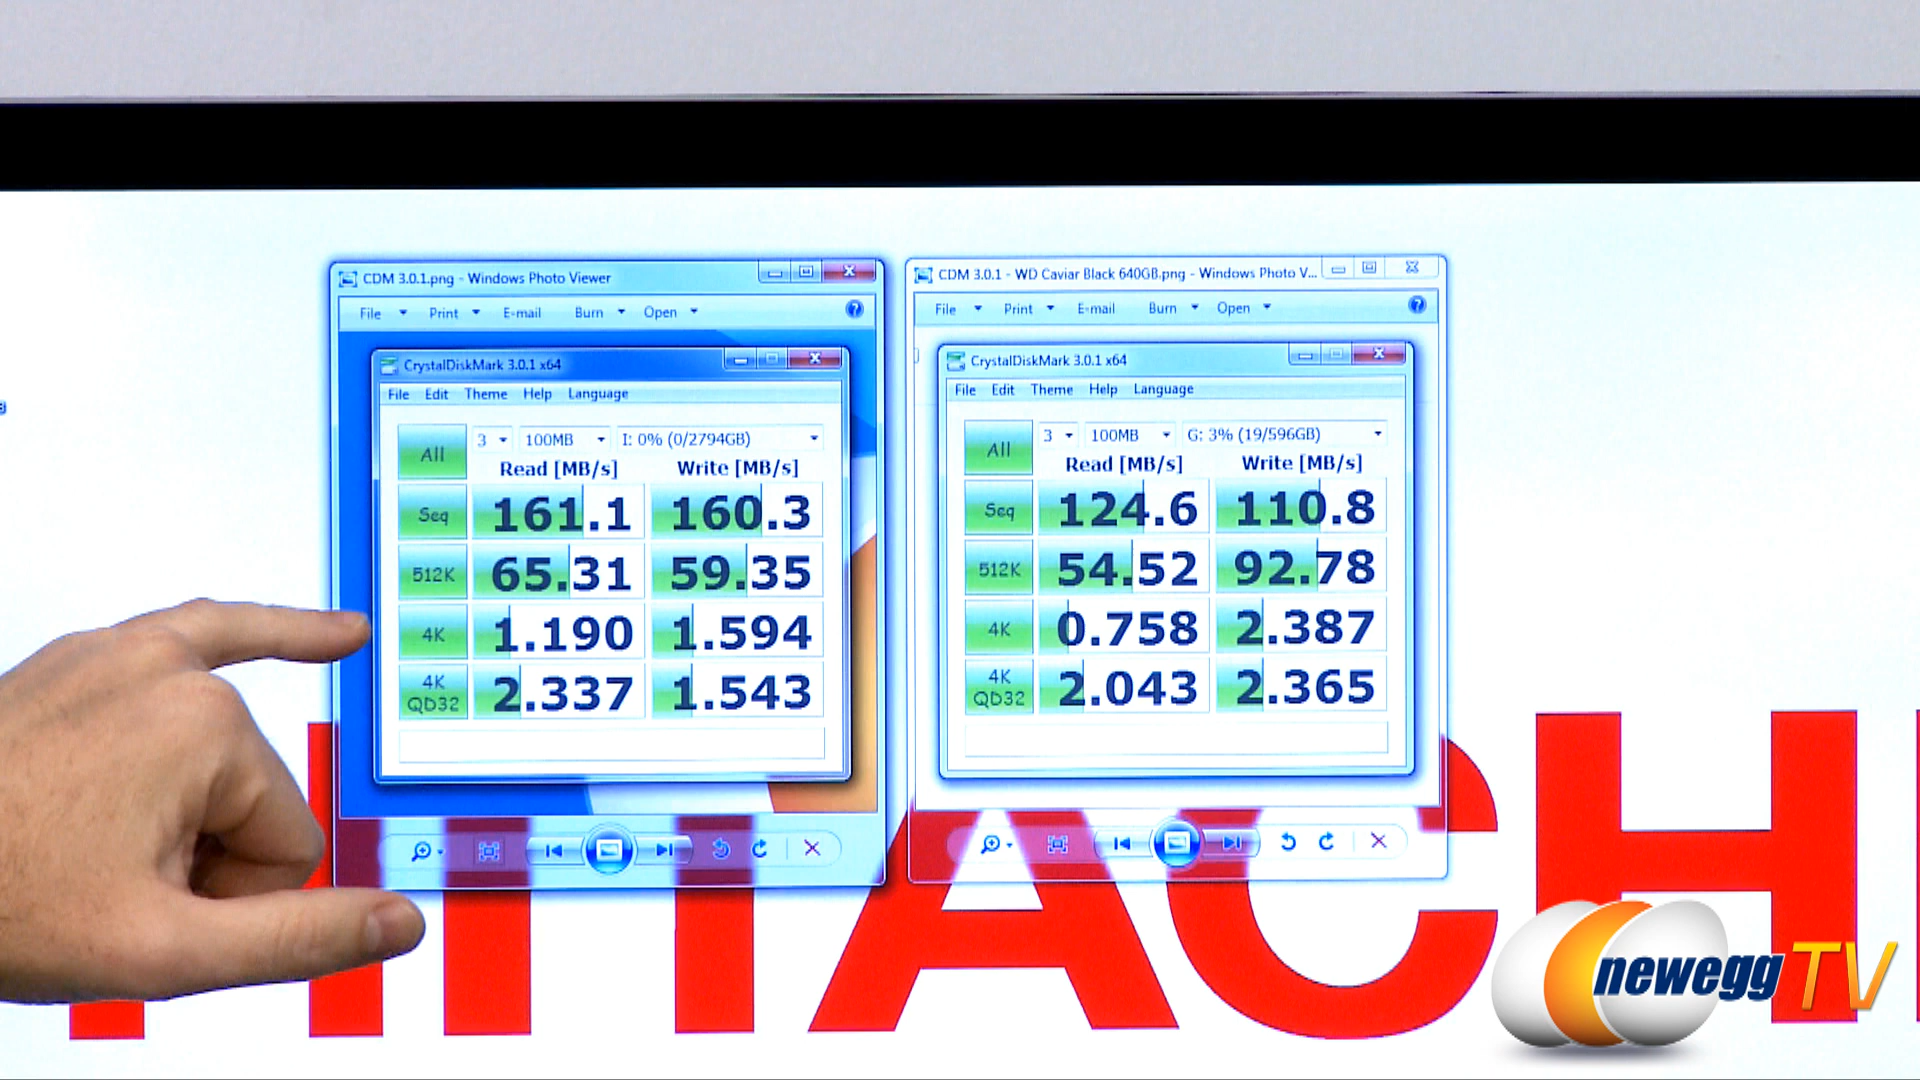 CDM 3.0.1.png - Windows Photo Viewer
File Print E-mail Burn Open
CrystalDiskMark 3.0.1 x64
File Edit Theme Help Language
All 3 100MB I: 0% (0/2794GB)
Read [MB/s] Write [MB/s]
Seq 161.1 160.3
512K 65.31 59.35
4K 1.190 1.594
4K QD32 2.337 1.543
CDM 3.0.1 - WD Caviar Black 640GB.png - Windows Photo V...
File Print E-mail Burn Open
CrystalDiskMark 3.0.1 x64
File Edit Theme Help Language
All 3 100MB G: 3% (19/596GB)
Read [MB/s] Write [MB/s]
Seq 124.6 110.8
512K 54.52 92.78
4K 0.758 2.387
4K QD32 2.043 2.365
HITACHI
newegg TV